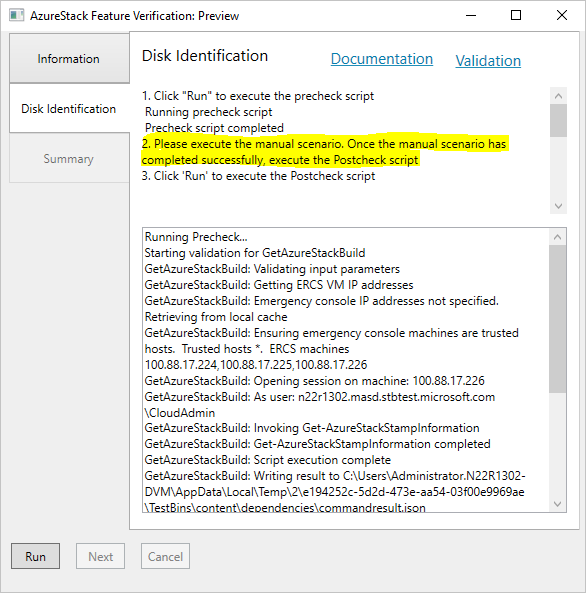 AzureStack Feature Verification: Preview
Information
Disk Identification
Summary
Disk Identification
Documentation
Validation
1. Click "Run" to execute the precheck script
Running precheck script
Precheck script completed
2. Please execute the manual scenario. Once the manual scenario has
completed successfully, execute the Postcheck script
3. Click 'Run' to execute the Postcheck script
Running Precheck...
Starting validation for GetAzureStackBuild
GetAzureStackBuild: Validating input parameters
GetAzureStackBuild: Getting ERCS VM IP addresses
GetAzureStackBuild: Emergency console IP addresses not specified.
Retrieving from local cache
GetAzureStackBuild: Ensuring emergency console machines are trusted
hosts.  Trusted hosts *.  ERCS machines
100.88.17.224,100.88.17.225,100.88.17.226
GetAzureStackBuild: Opening session on machine: 100.88.17.226
GetAzureStackBuild: As user: n22r1302.masd.stbtest.microsoft.com
\CloudAdmin
GetAzureStackBuild: Invoking Get-AzureStackStampInformation
GetAzureStackBuild: Get-AzureStackStampInformation completed
GetAzureStackBuild: Script execution complete
GetAzureStackBuild: Writing result to C:\Users\Administrator.N22R1302-
DVM\AppData\Local\Temp\2\e194252c-5d2d-473e-aa54-03f00e9969ae
\TestBins\content\dependencies\commandresult.json
Run
Next
Cancel